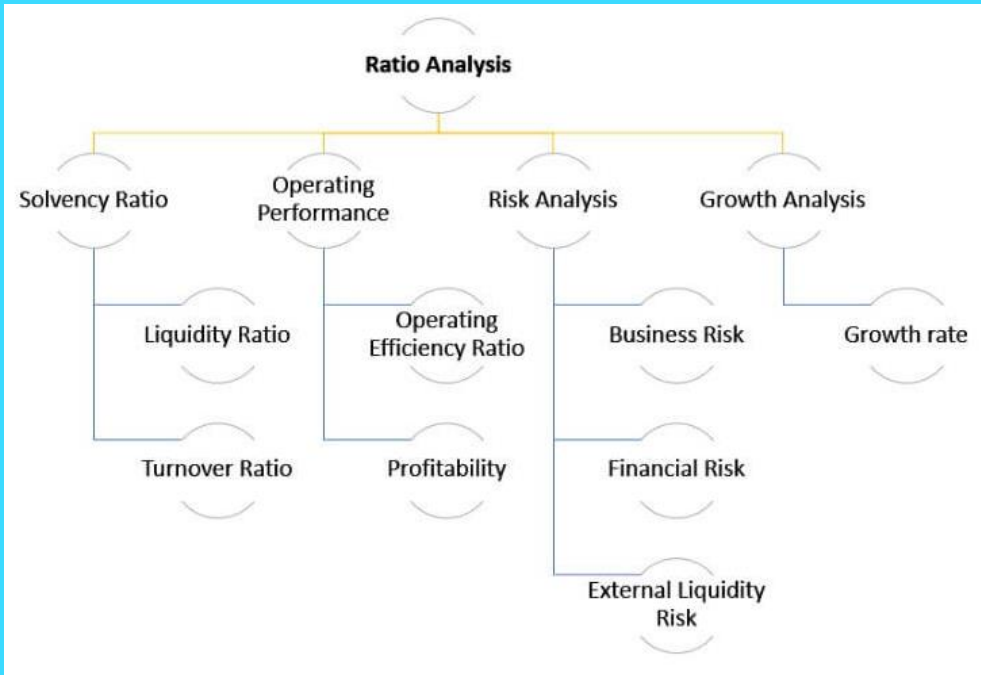 Ratio Analysis
Solvency Ratio
Operating
Performance
Risk Analysis
Growth Analysis
Liquidity Ratio
Operating
Efficiency Ratio
Business Risk
Growth rate
Turnover Ratio
Profitability
Financial Risk
External Liquidity
Risk